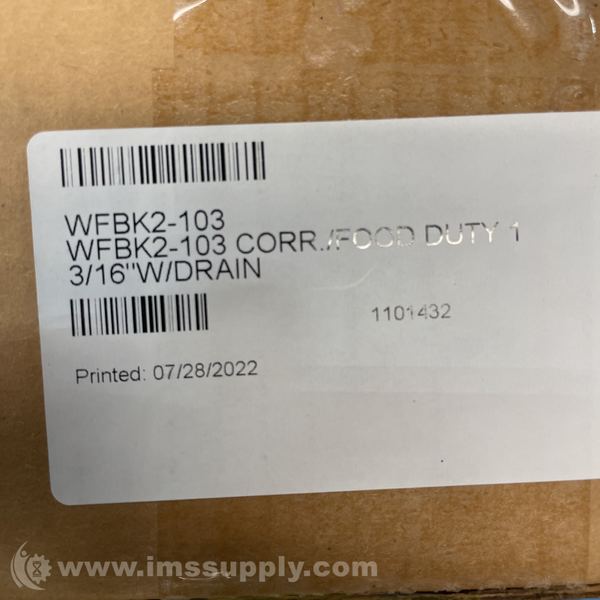 WFBK2-103
WFBK2-103 CORR./FOOD DUTY 1
3/16"W/DRAIN
1101432
Printed: 07/28/2022
www.imssupply.com